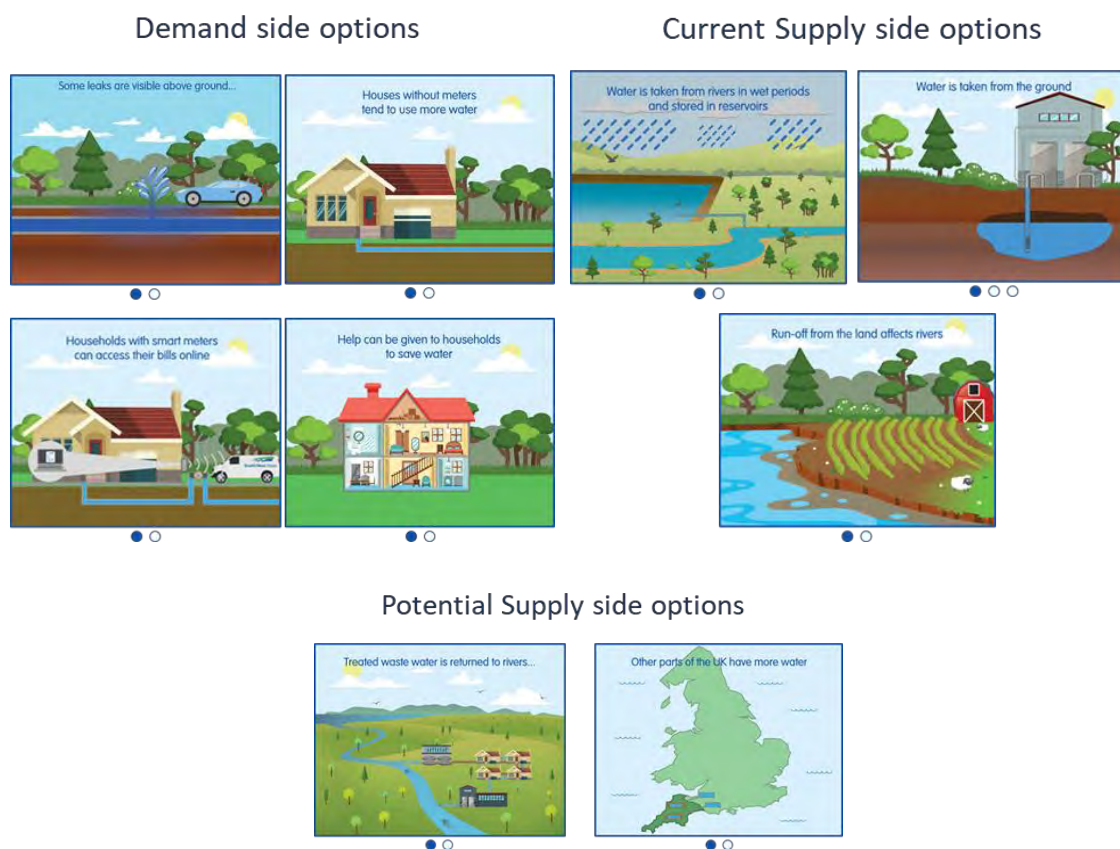 Demand side options
Current Supply side options
Some leaks are visible above ground...
Houses without meters
tend to use more water
Water is taken from rivers in wet periods
and stored in reservoirs
Water is taken from the ground
Households with smart meters
can access their bills online
Help can be given to households
to save water
Run-off from the land affects rivers
Potential Supply side options
Treated waste water is returned to rivers...
Other parts of the UK have more water